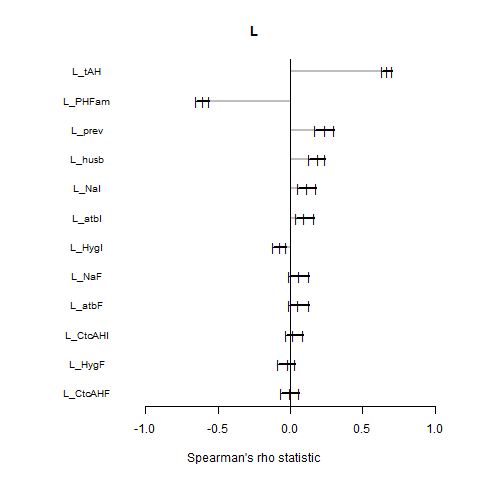 L
L_tAH
L_PHFam
L_prev
L_husb
L_NaI
L_atbI
L_HygI
L_NaF
L_atbF
L_CtcAHI
L_HygF
L_CtcAHF
-1.0 -0.5 0.0 0.5 1.0
Spearman's rho statistic